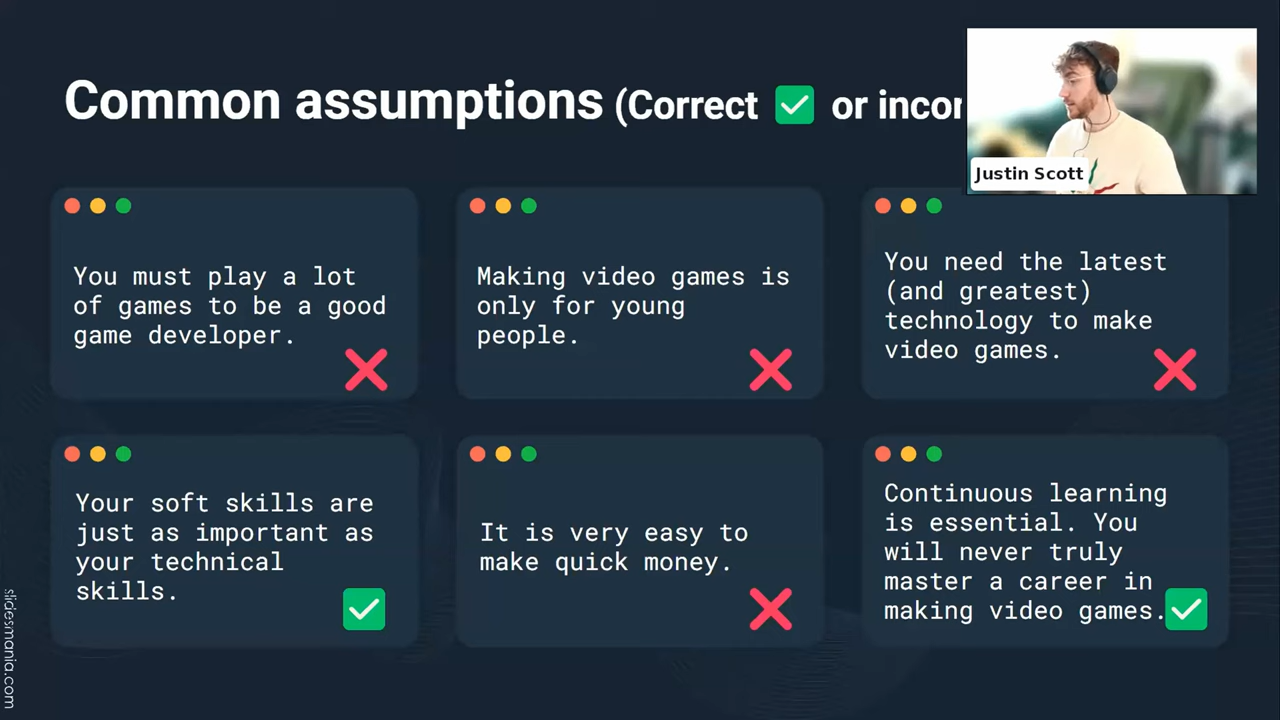 Common assumptions (Correct ✅ or incor
Justin Scott
You must play a lot
of games to be a good
game developer.
Making video games is
only for young
people.
You need the latest
(and greatest)
technology to make
video games.
Your soft skills are
just as important as
your technical
skills.
It is very easy to
make quick money.
Continuous learning
is essential. You
will never truly
master a career in
making video games.
slidesmania.com